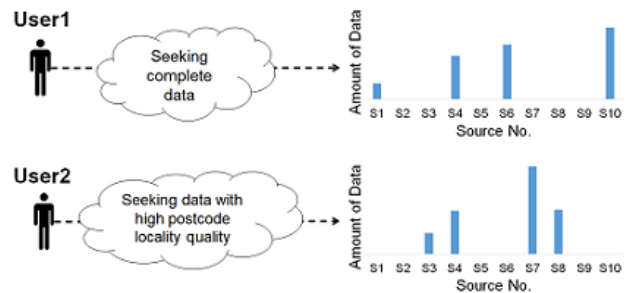 User1
Seeking
complete
data
Amount of Data
S1 S2 S3 S4 S5 S6 S7 S8 S9 S10
Source No.
User2
Seeking data with
high postcode
locality quality
Amount of Data
S1 S2 S3 S4 S5 S6 S7 S8 S9 S10
Source No.